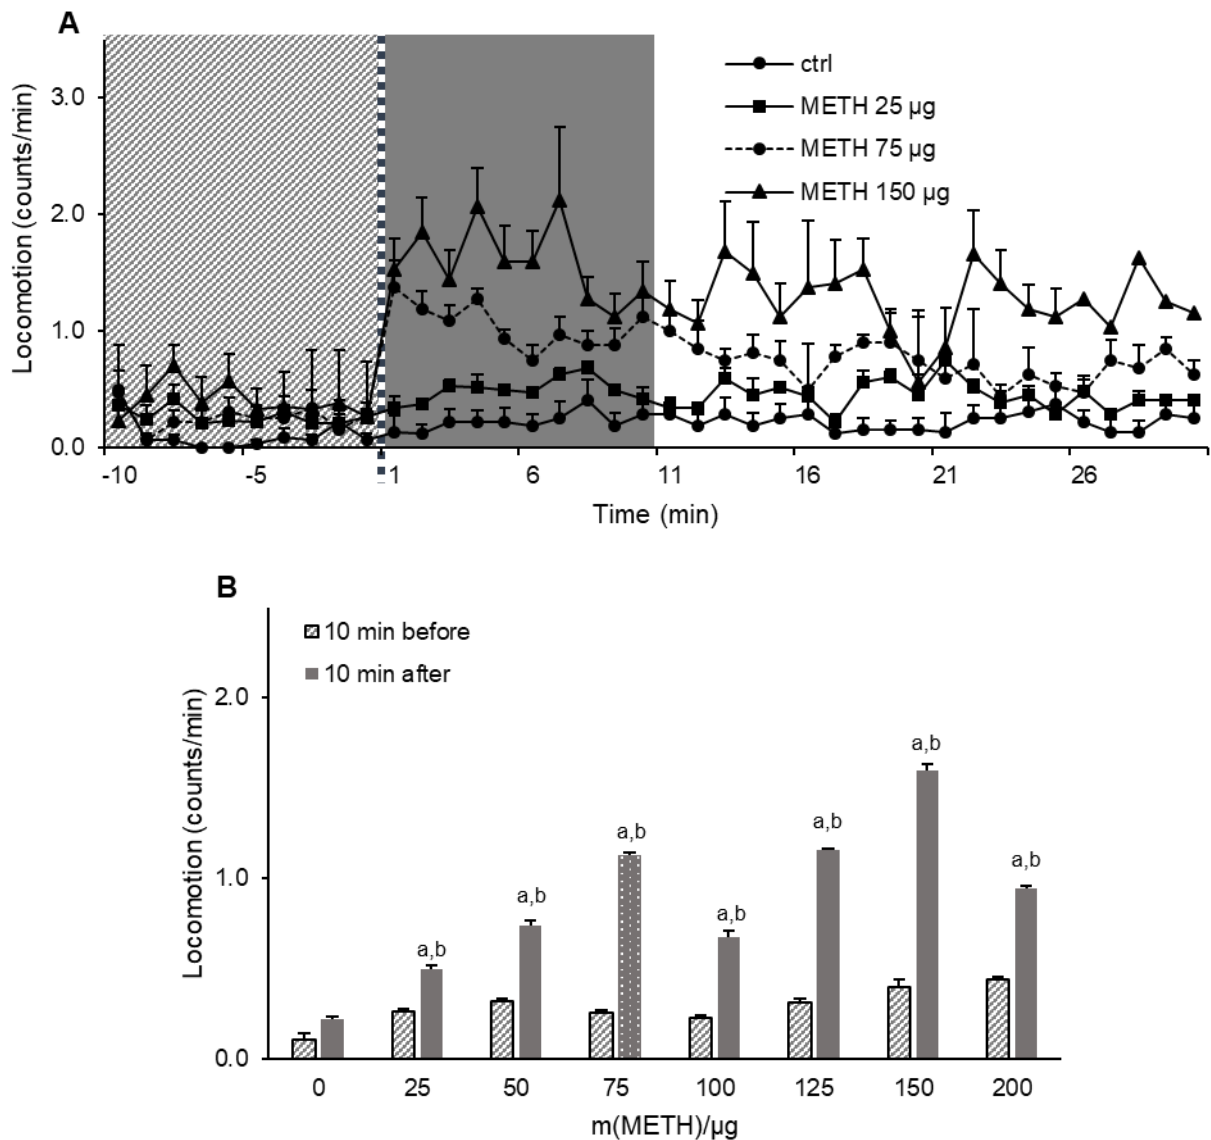 A
Locomotion (counts/min)
3.0
2.0
1.0
0.0
-10 -5 1 6 11 16 21 26
Time (min)
ctrl
METH 25 µg
METH 75 µg
METH 150 µg
B
10 min before
10 min after
Locomotion (counts/min)
2.0
1.0
0.0
a,b
a,b
a,b
a,b
a,b
a,b
a,b
0 25 50 75 100 125 150 200
m(METH)/µg